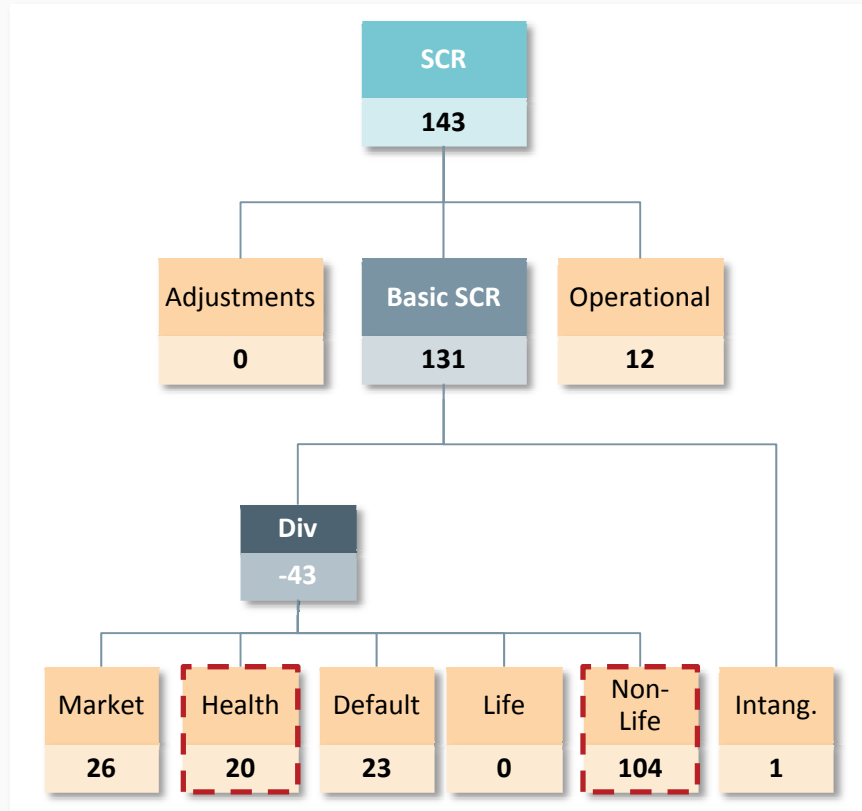 SCR
143
Adjustments
0
Basic SCR
131
Operational
12
Div
-43
Market
26
Health
20
Default
23
Life
0
Non-
Life
104
Intang.
1